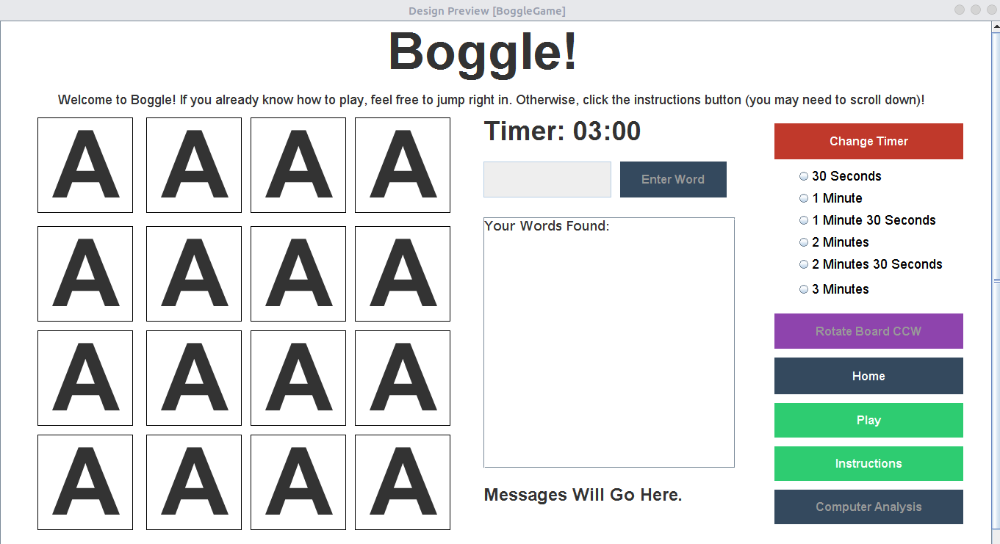 Design Preview [BoggleGame]
Boggle!
Welcome to Boggle! If you already know how to play, feel free to jump right in. Otherwise, click the instructions button (you may need to scroll down)!
A A A A
A A A A
A A A A
A A A A
Timer: 03:00
Enter Word
Your Words Found:
Messages Will Go Here.
Change Timer
30 Seconds
1 Minute
1 Minute 30 Seconds
2 Minutes
2 Minutes 30 Seconds
3 Minutes
Rotate Board CCW
Home
Play
Instructions
Computer Analysis